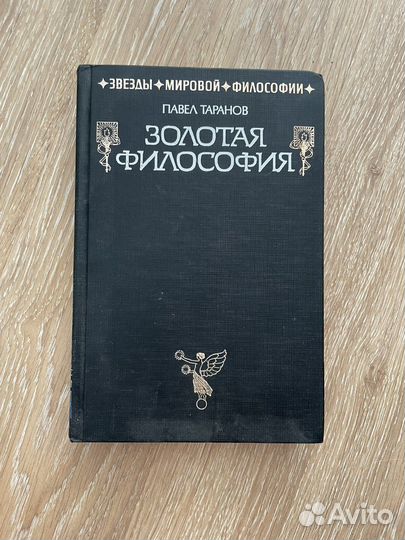 ✦ЗВЕЗДЫ✦МИРОВОЙ✦ФИЛОСОФИИ✦
ПАВЕЛ ТАРАНОВ
ЗОЛОТАЯ
ФИЛОСОФИЯ
Avito